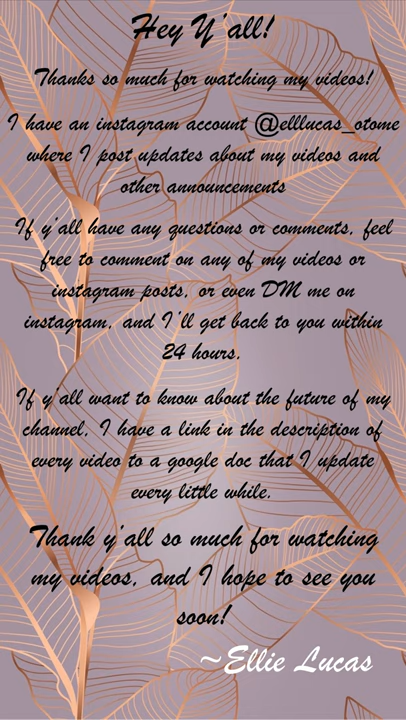 Hey Y'all!
Thanks so much for watching my videos!
I have an instagram account @elllucas_otome
where I post updates about my videos and
other announcements
If y'all have any questions or comments, feel
free to comment on any of my videos or
instagram posts, or even DM me on
instagram, and I'll get back to you within
24 hours.
If y'all want to know about the future of my
channel, I have a link in the description of
every video to a google doc that I update
every little while.
Thank y'all so much for watching
my videos, and I hope to see you
soon!
~Ellie Lucas